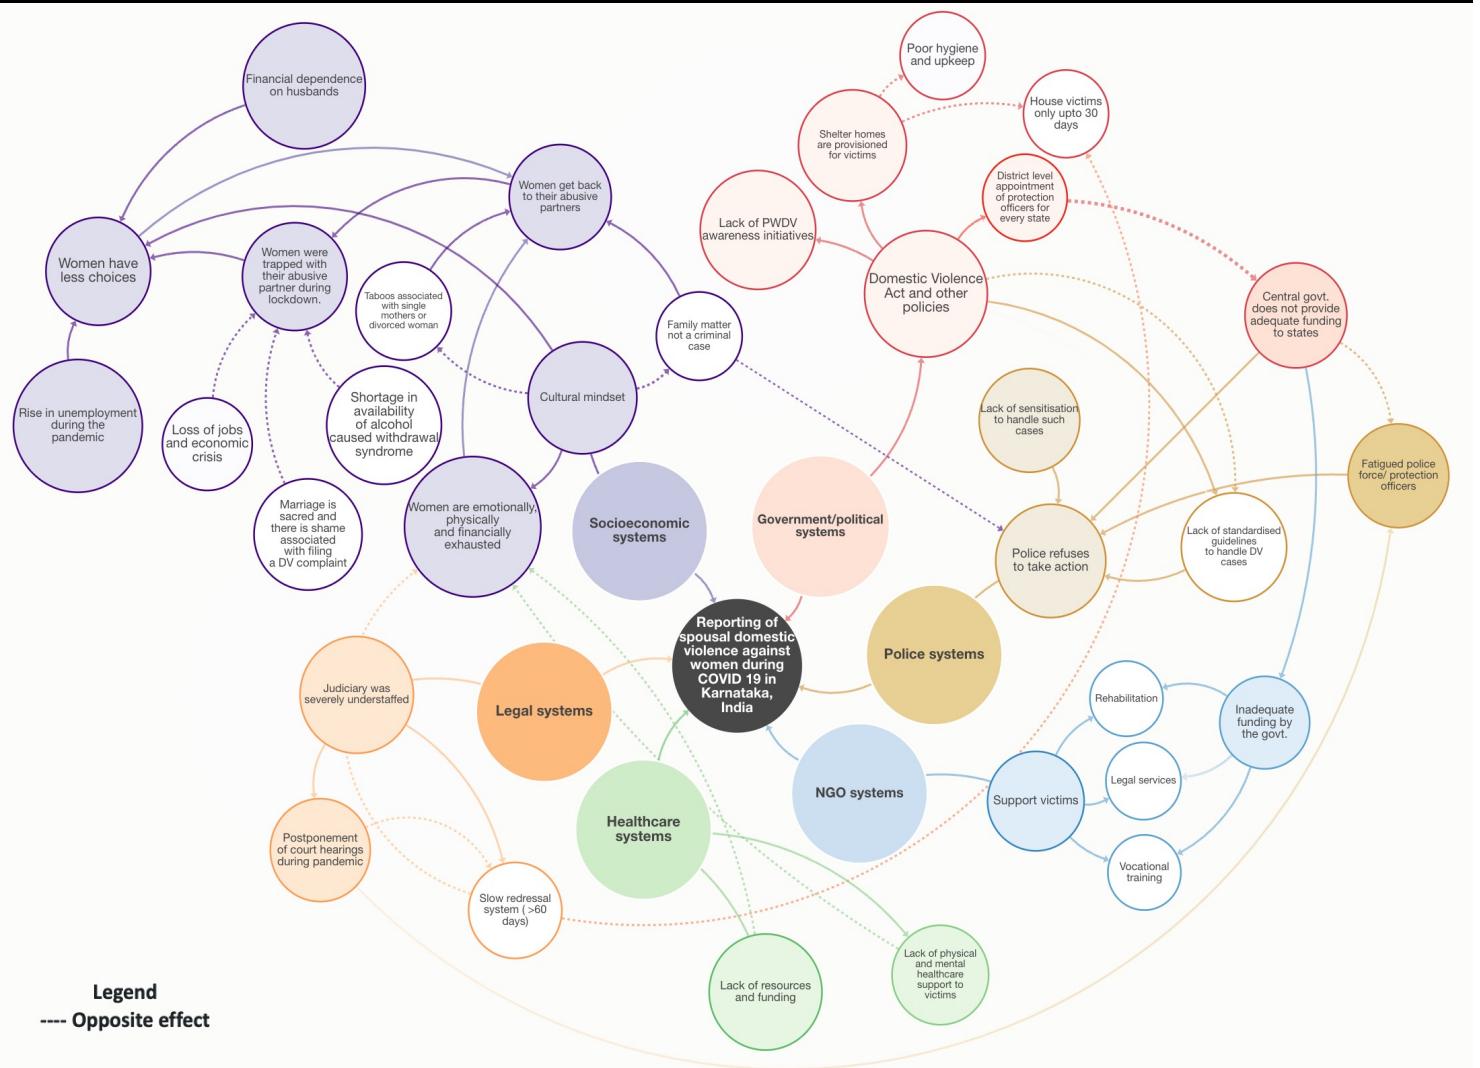 Financial dependence
on husbands
Women get back
to their abusive
partners
Women have
less choices
Women were
trapped with
their abusive
partner during
lockdown.
Taboos associated
with single
mothers or
divorced woman
Family matter
not a criminal
case
Cultural mindset
Rise in unemployment
during the
pandemic
Loss of jobs
and economic
crisis
Shortage in
availability
of alcohol
caused withdrawal
syndrome
Marriage is
sacred and
there is shame
associated
with filing
a DV complaint
Women are emotionally,
physically
and financially
exhausted
Socioeconomic
systems
Poor hygiene
and upkeep
House victims
only upto 30
days
Shelter homes
are provisioned
for victims
District level
appointment
of protection
officers for
every state
Lack of PWDV
awareness initiatives
Domestic Violence
Act and other
policies
Central govt.
does not provide
adequate funding
to states
Government/political
systems
Lack of sensitisation
to handle such
cases
Fatigued police
force/ protection
officers
Police refuses
to take action
Lack of standardised
guidelines
to handle DV
cases
Police systems
Reporting of
spousal domestic
violence against
women during
COVID 19 in
Karnataka,
India
Judiciary was
severely understaffed
Legal systems
Postponement
of court hearings
during pandemic
Slow redressal
system ( >60
days)
Healthcare
systems
Lack of resources
and funding
Lack of physical
and mental
healthcare
support to
victims
NGO systems
Support victims
Rehabilitation
Legal services
Vocational
training
Inadequate
funding by
the govt.
Legend
---- Opposite effect